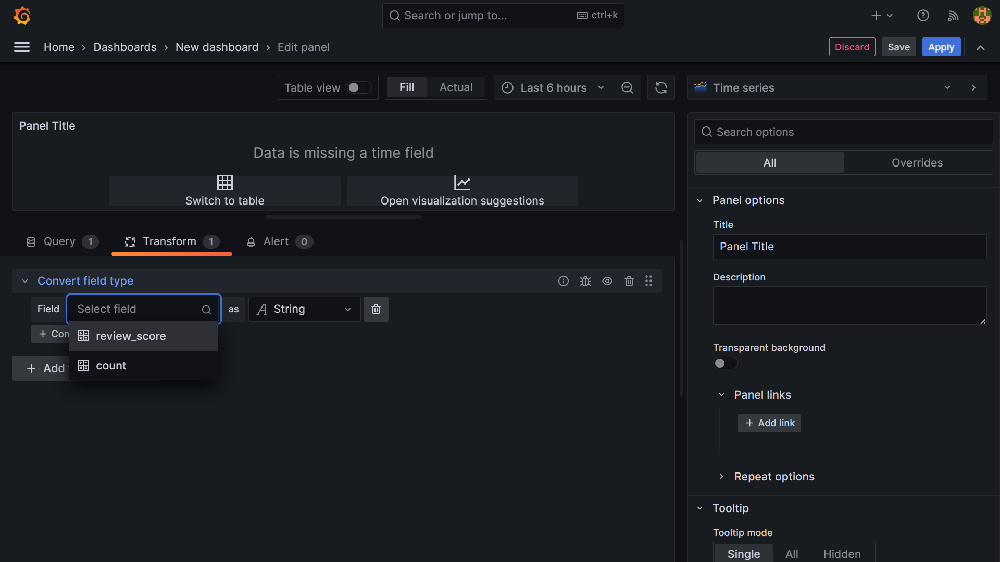 Search or jump to...
ctrl+k
Home
Dashboards
New dashboard
Edit panel
Discard
Save
Apply
Table view
Fill
Actual
Last 6 hours
Time series
Panel Title
Data is missing a time field
Switch to table
Open visualization suggestions
Query 1
Transform 1
Alert 0
Convert field type
Field
Select field
as
String
Con
review_score
count
Add
Search options
All
Overrides
Panel options
Title
Panel Title
Description
Transparent background
Panel links
Add link
Repeat options
Tooltip
Tooltip mode
Single
All
Hidden